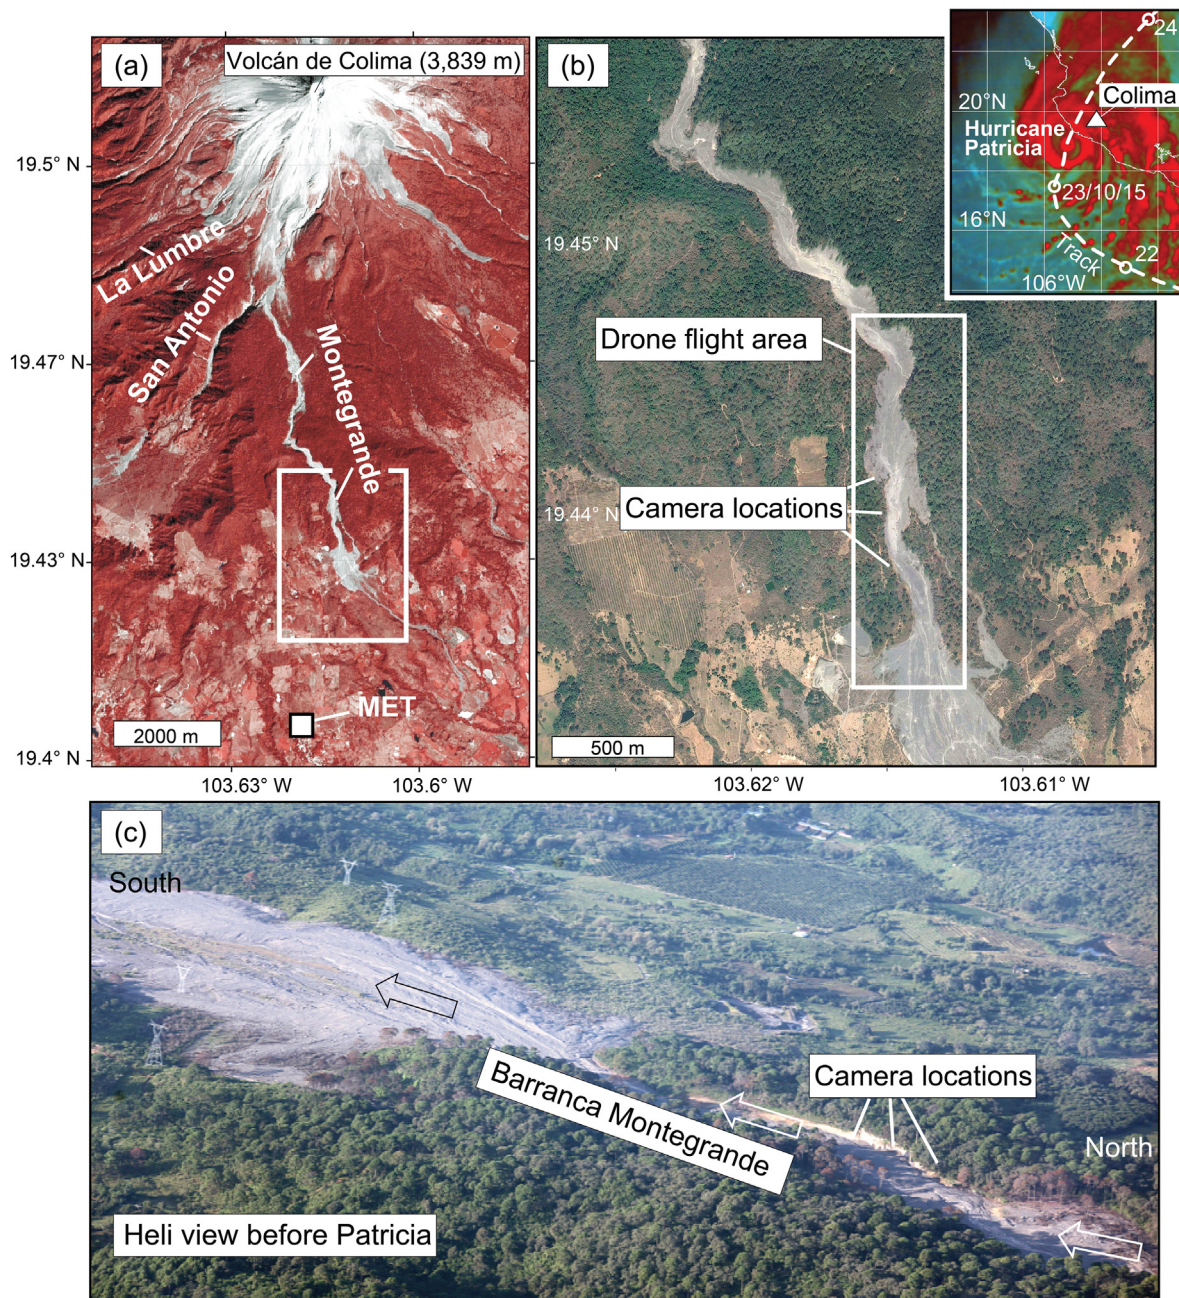 (a)
Volcán de Colima (3,839 m)
19.5° N
19.47° N
19.43° N
19.4° N
La Lumbre
San Antonio
Montegrande
MET
2000 m
103.63° W
103.6° W
(b)
19.45° N
19.44° N
Drone flight area
Camera locations
500 m
103.62° W
103.61° W
24
20°N
Colima
Hurricane
Patricia
23/10/15
16°N
22
Track
106°W
(c)
South
Barranca Montegrande
Camera locations
North
Heli view before Patricia